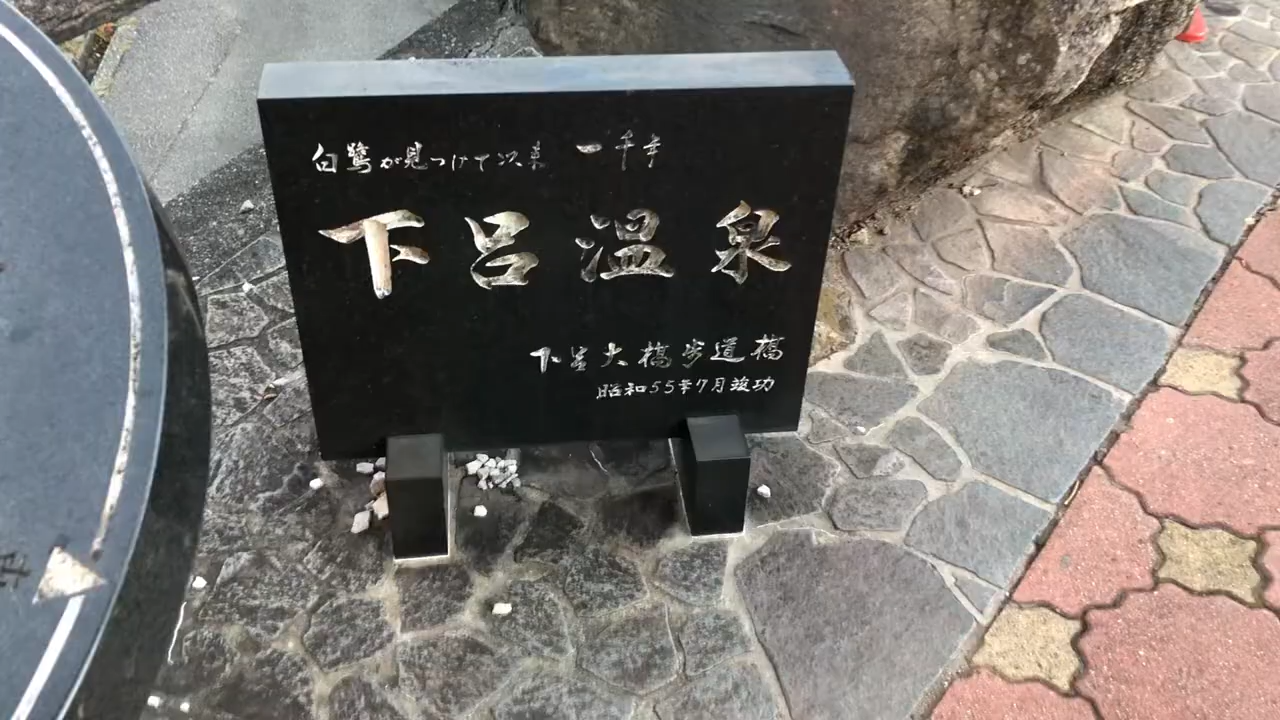 白鷺が見つけて以来 一千年
下呂温泉
下呂大橋歩道橋
昭和55年7月竣功